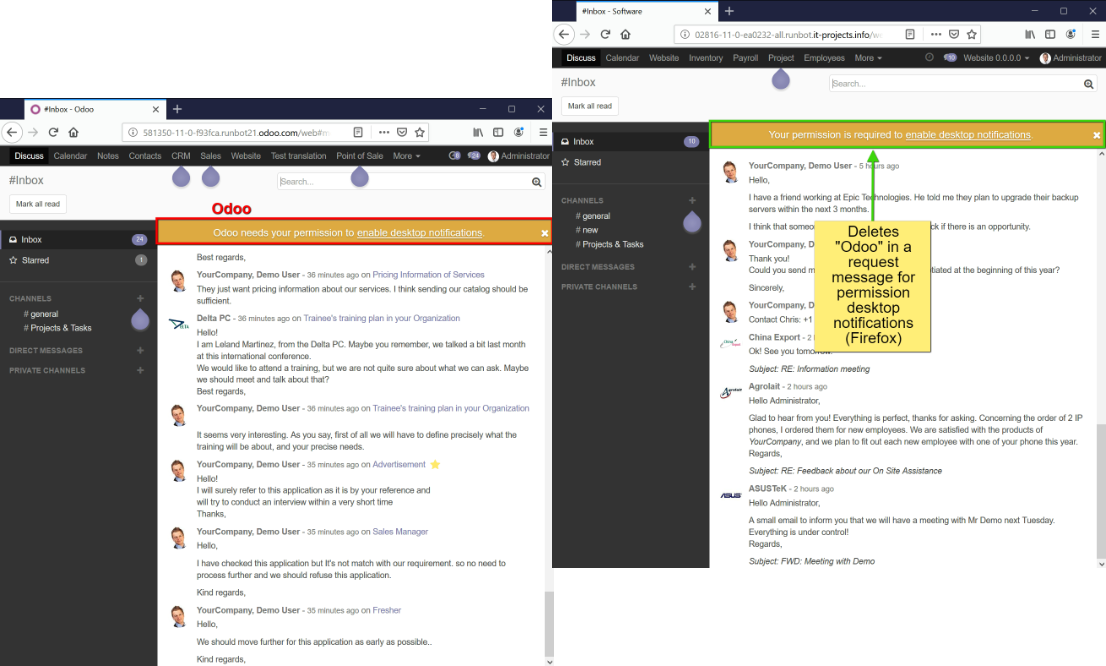 #Inbox - Odoo
581350-11-0-f93fca.runbot21.odoo.com/web#m
Discuss Calendar Notes Contacts CRM Sales Website Test translation Point of Sale More Administrator
#Inbox
Search...
Mark all read
Odoo
Odoo needs your permission to enable desktop notifications.
Inbox 24
Starred 1
CHANNELS
# general
# Projects & Tasks
DIRECT MESSAGES
PRIVATE CHANNELS
Best regards,
YourCompany, Demo User - 36 minutes ago on Pricing Information of Services
They just want pricing information about our services. I think sending our catalog should be
sufficient.
Delta PC - 36 minutes ago on Trainee's training plan in your Organization
Hello!
I am Leland Martinez, from the Delta PC. Maybe you remember, we talked a bit last month
at this international conference.
We would like to attend a training, but we are not quite sure about what we can ask. Maybe
we should meet and talk about that?
Best regards,
YourCompany, Demo User - 36 minutes ago on Trainee's training plan in your Organization
It seems very interesting. As you say, first of all we will have to define precisely what the
training will be about, and your precise needs.
YourCompany, Demo User - 35 minutes ago on Advertisement
Hello!
I will surely refer to this application as it is by your reference and
will try to conduct an interview within a very short time
Thanks,
YourCompany, Demo User - 35 minutes ago on Sales Manager
Hello,
I have checked this application but It's not match with our requirement. so no need to
process further and we should refuse this application.
Kind regards,
YourCompany, Demo User - 35 minutes ago on Fresher
Hello,
We should move further for this application as early as possible..
Kind regards,
#Inbox - Software
02816-11-0-ea0232-all.runbot.it-projects.info/w
Discuss Calendar Website Inventory Payroll Project Employees More Website 0.0.0.0 Administrator
#Inbox
Search...
Mark all read
Your permission is required to enable desktop notifications.
Inbox 10
Starred
CHANNELS
# general
# new
# Projects & Tasks
DIRECT MESSAGES
PRIVATE CHANNELS
YourCompany, Demo User - 5 hours ago
Hello,
I have a friend working at Epic Technologies. He told me they plan to upgrade their backup
servers within the next 3 months.
I think that someo ck if there is an opportunity.
YourCompany, D
Thank you!
Could you send m tiated at the beginning of this year?
Sincerely,
YourCompany, D
Contact Chris: +1
China Export - 2
Ok! See you tomorrow.
Subject: RE: Information meeting
Agrolait - 2 hours ago
Hello Administrator,
Glad to hear from you! Everything is perfect, thanks for asking. Concerning the order of 2 IP
phones, I ordered them for new employees. We are satisfied with the products of
YourCompany, and we plan to fit out each new employee with one of your phone this year.
Regards,
Subject: RE: Feedback about our On Site Assistance
ASUSTeK - 2 hours ago
Hello Administrator,
A small email to inform you that we will have a meeting with Mr Demo next Tuesday.
Everything is under control!
Regards,
Subject: FWD: Meeting with Demo
Deletes
"Odoo" in a
request
message for
permission
desktop
notifications
(Firefox)